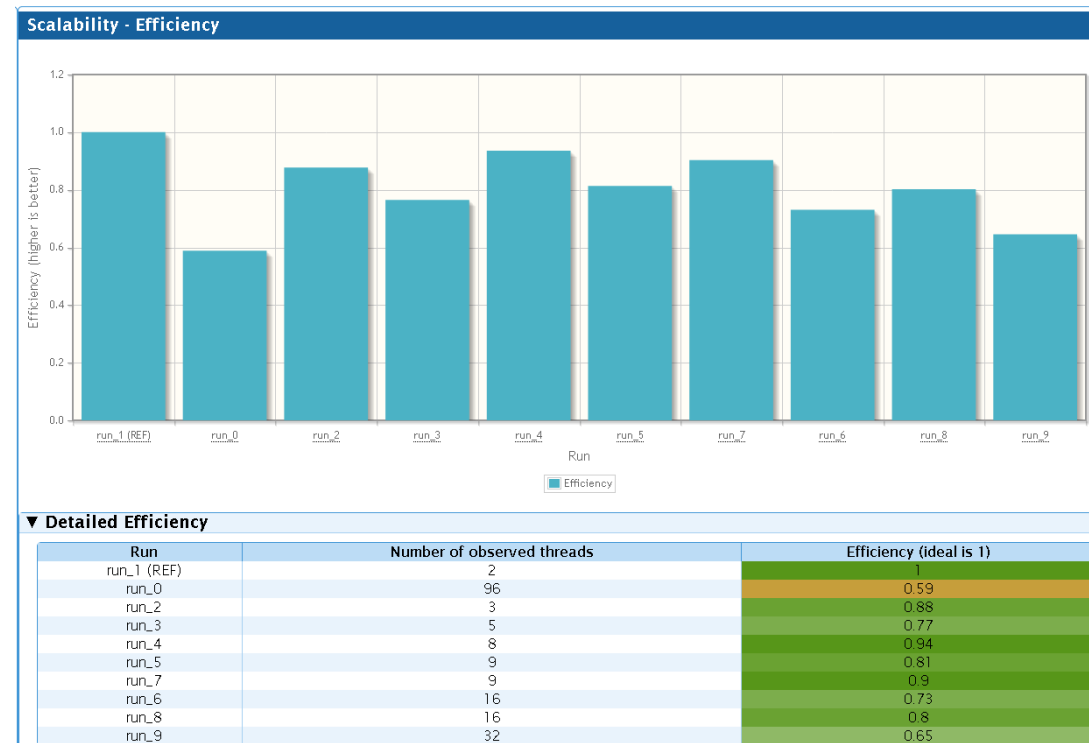 Scalability - Efficiency
1.2
1.0
0.8
0.6
0.4
0.2
0.0
Efficiency (higher is better)
run_1 (REF) run_0 run_2 run_3 run_4 run_5 run_7 run_6 run_8 run_9
Run
Efficiency
▼ Detailed Efficiency
Run Number of observed threads Efficiency (ideal is 1)
run_1 (REF) 2 1
run_0 96 0.59
run_2 3 0.88
run_3 5 0.77
run_4 8 0.94
run_5 9 0.81
run_7 9 0.9
run_6 16 0.73
run_8 16 0.8
run_9 32 0.65